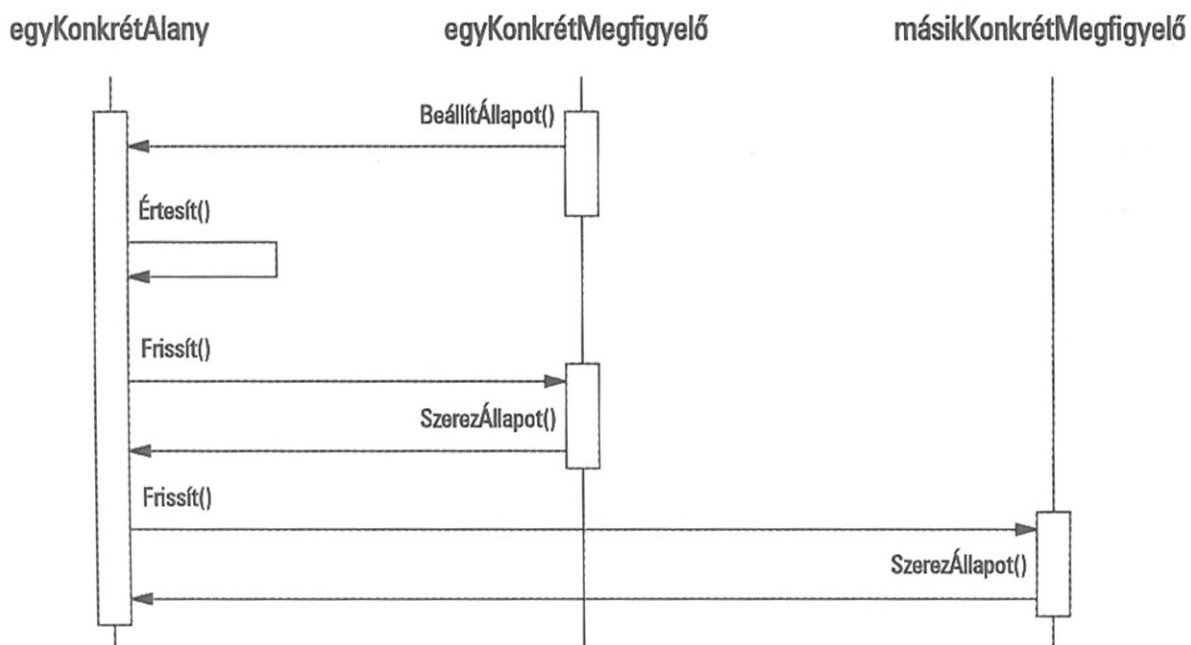 egyKonkrétAlany
egyKonkrétMegfigyelő
másikKonkrétMegfigyelő
BeállítÁllapot()
Értesít()
Frissít()
SzerezÁllapot()
Frissít()
SzerezÁllapot()